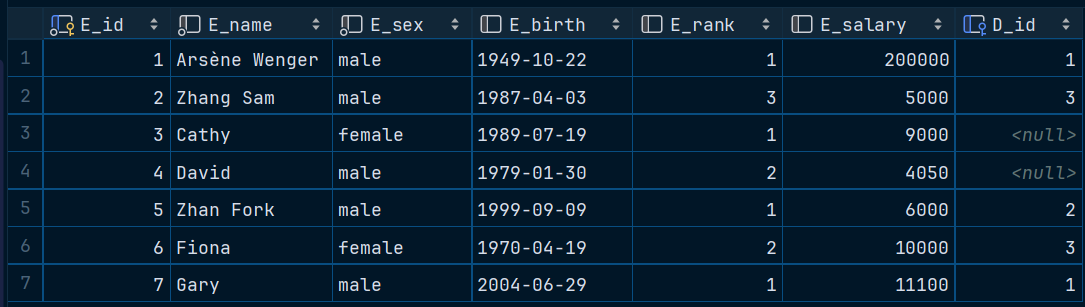 E_id E_name E_sex E_birth E_rank E_salary D_id
1 1 Arsène Wenger male 1949-10-22 1 200000 1
2 2 Zhang Sam male 1987-04-03 3 5000 3
3 3 Cathy female 1989-07-19 1 9000 <null>
4 4 David male 1979-01-30 2 4050 <null>
5 5 Zhan Fork male 1999-09-09 1 6000 2
6 6 Fiona female 1970-04-19 2 10000 3
7 7 Gary male 2004-06-29 1 11100 1